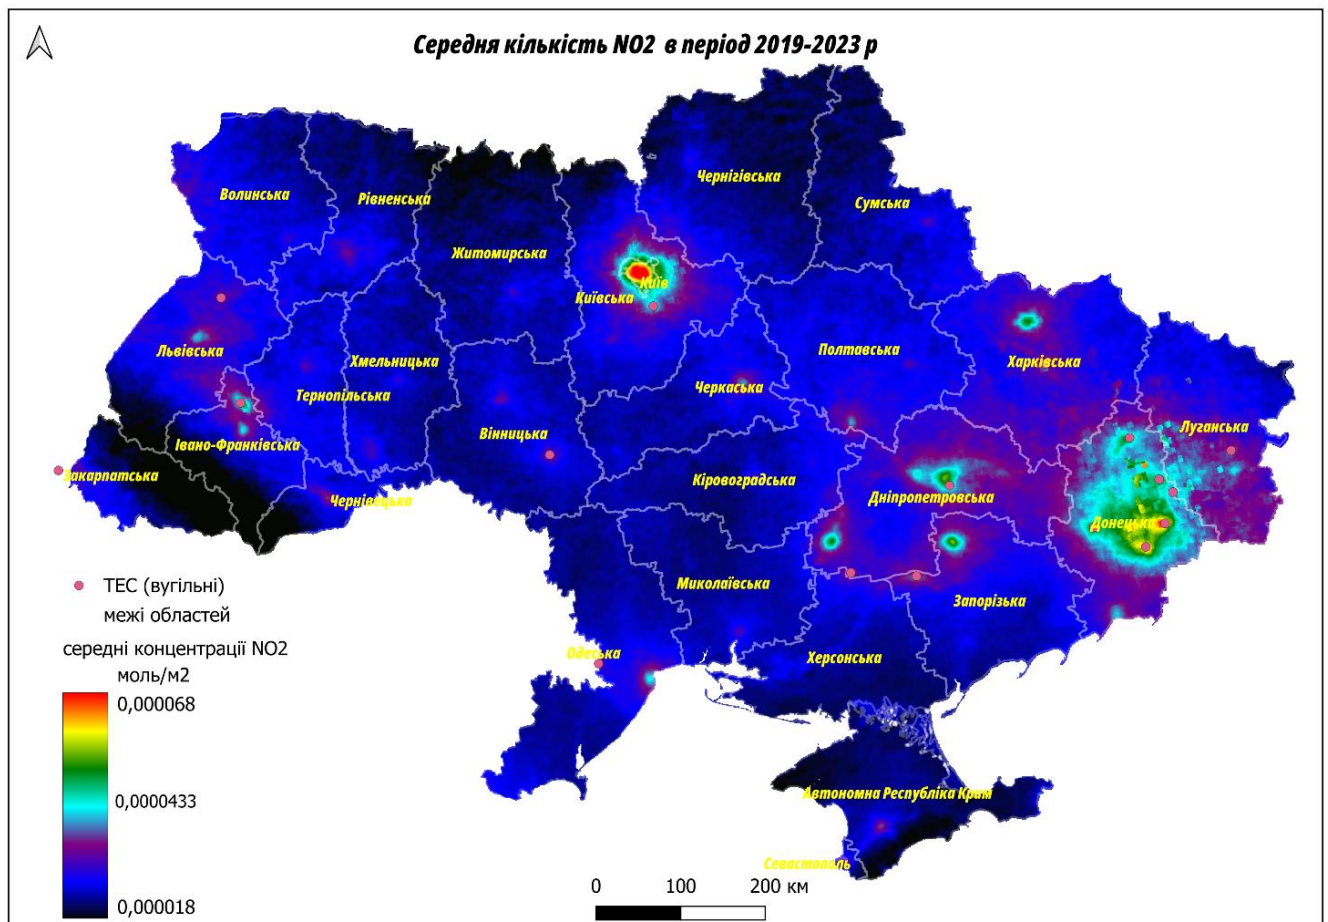 Середня кількість NO2 в період 2019-2023 р
Чернігівська
Волинська
Рівненська
Сумська
Житомирська
Київ
Київська
Львівська
Хмельницька
Полтавська
Харківська
Тернопільська
Черкаська
Вінницька
Луганська
Івано-Франківська
Закарпатська
Кіровоградська
Чернівецька
Дніпропетровська
Донецька
Миколаївська
Запорізька
Одеська
Херсонська
Автономна Республіка Крим
Севастополь
ТЕС (вугільні)
межі областей
середні концентрації NO2
моль/м2
0,000068
0,0000433
0,000018
0 100 200 км